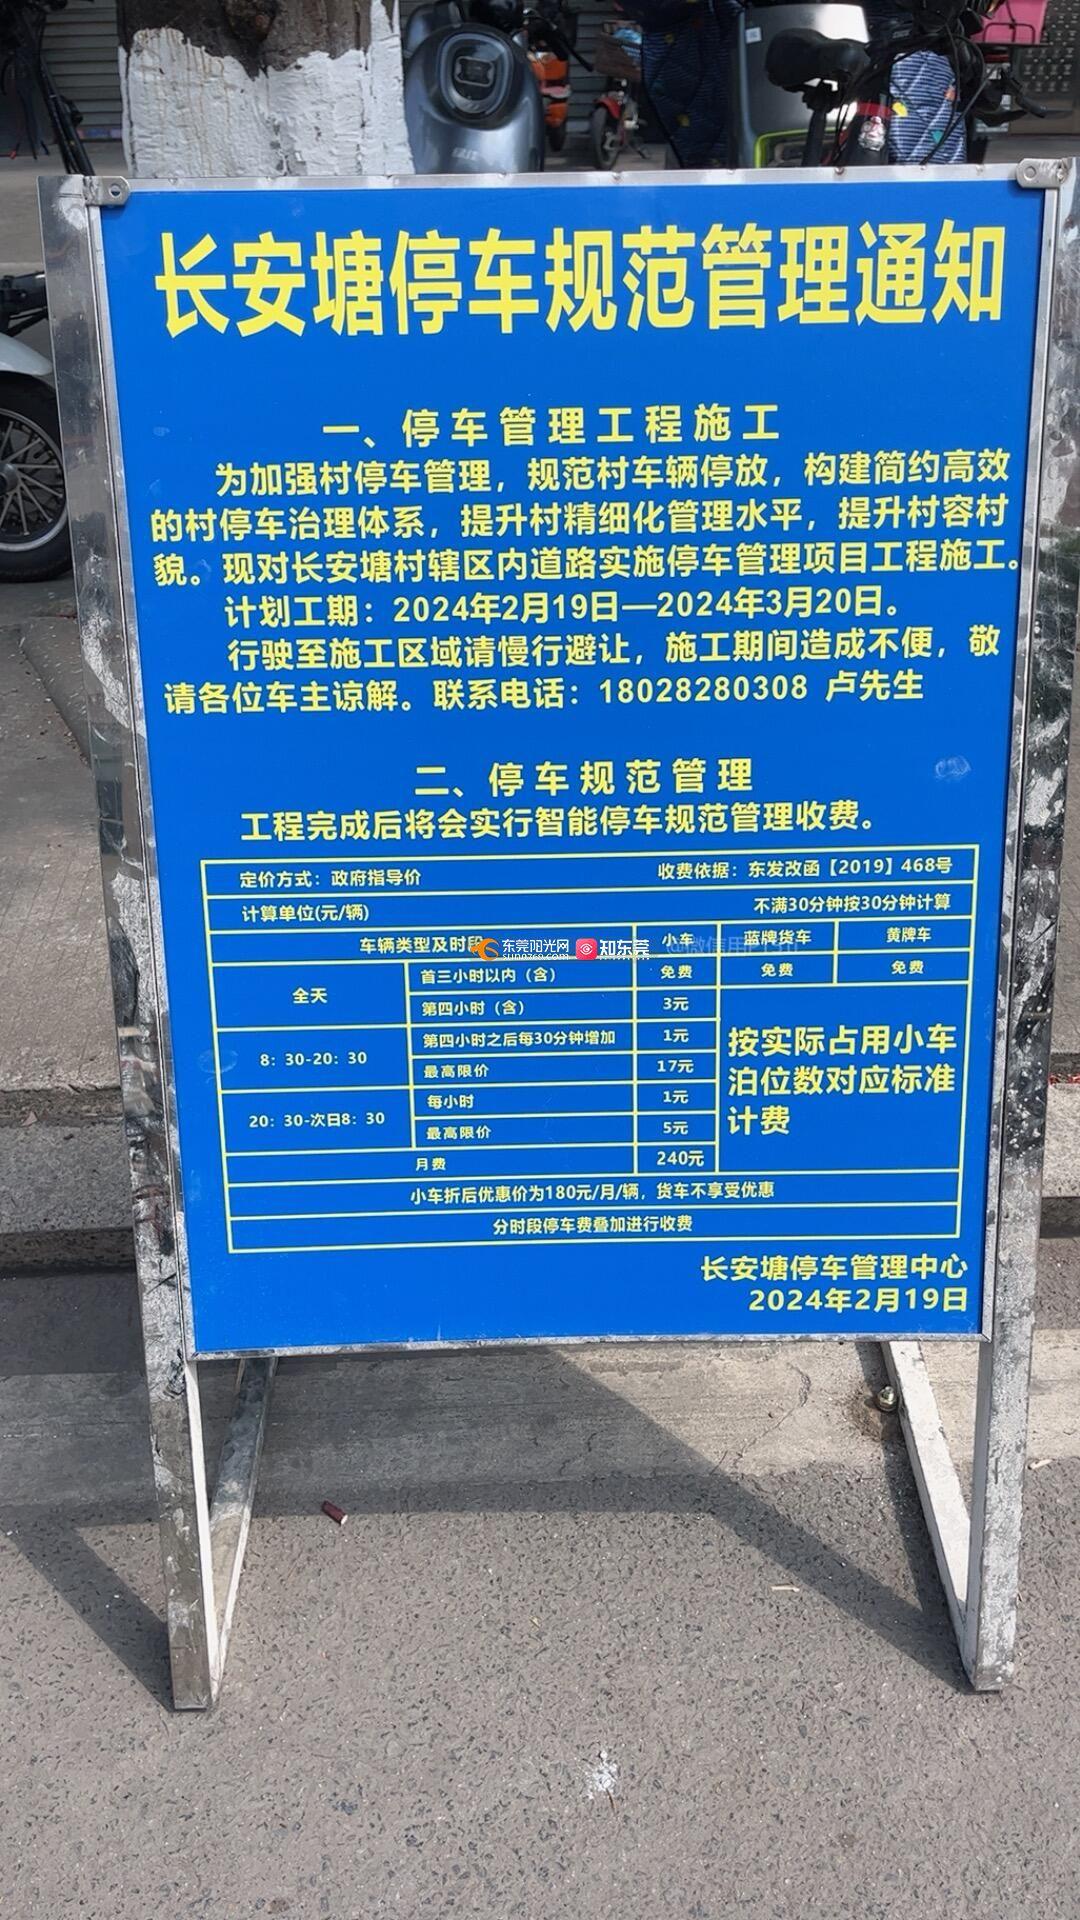 长安塘停车规范管理通知
一、停车管理工程施工
为加强村停车管理，规范村车辆停放，构建简约高效
的村停车治理体系，提升村精细化管理水平，提升村容村
貌。现对长安塘村辖区内道路实施停车管理项目工程施工。
计划工期：2024年2月19日—2024年3月20日。
行驶至施工区域请慢行避让，施工期间造成不便，敬
请各位车主谅解。联系电话：18028280308 卢先生
二、停车规范管理
工程完成后将会实行智能停车规范管理收费。
定价方式：政府指导价 收费依据：东发改函【2019】468号
计算单位(元/辆) 不满30分钟按30分钟计算
车辆类型及时段 小车 蓝牌货车 黄牌车
东莞阳光网 知东莞
sun0769.com
全天 首三小时以内（含） 免费 免费 免费
第四小时（含） 3元
8：30-20：30 第四小时之后每30分钟增加 1元
最高限价 17元
按实际占用小车
泊位数对应标准
计费
20：30-次日8：30 每小时 1元
最高限价 5元
月费 240元
小车折后优惠价为180元/月/辆，货车不享受优惠
分时段停车费叠加进行收费
长安塘停车管理中心
2024年2月19日